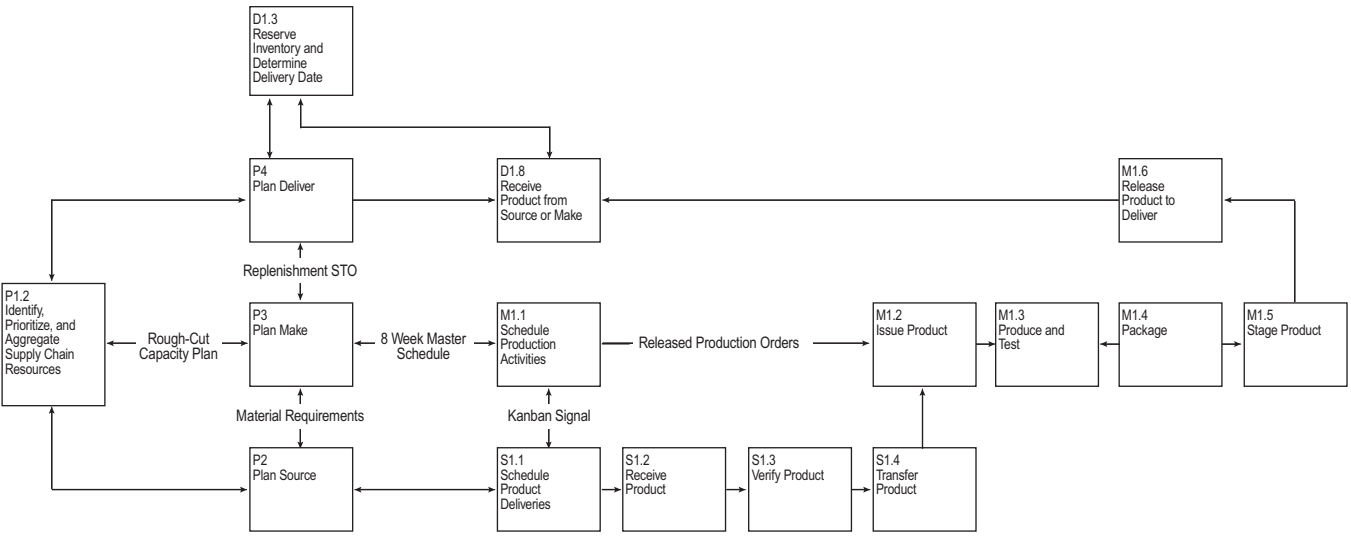 D1.3
Reserve
Inventory and
Determine
Delivery Date
P4
Plan Deliver
D1.8
Receive
Product from
Source or Make
M1.6
Release
Product to
Deliver
Replenishment STO
P1.2
Identify,
Prioritize, and
Aggregate
Supply Chain
Resources
Rough-Cut
Capacity Plan
P3
Plan Make
8 Week Master
Schedule
M1.1
Schedule
Production
Activities
Released Production Orders
M1.2
Issue Product
M1.3
Produce and
Test
M1.4
Package
M1.5
Stage Product
Material Requirements
Kanban Signal
P2
Plan Source
S1.1
Schedule
Product
Deliveries
S1.2
Receive
Product
S1.3
Verify Product
S1.4
Transfer
Product